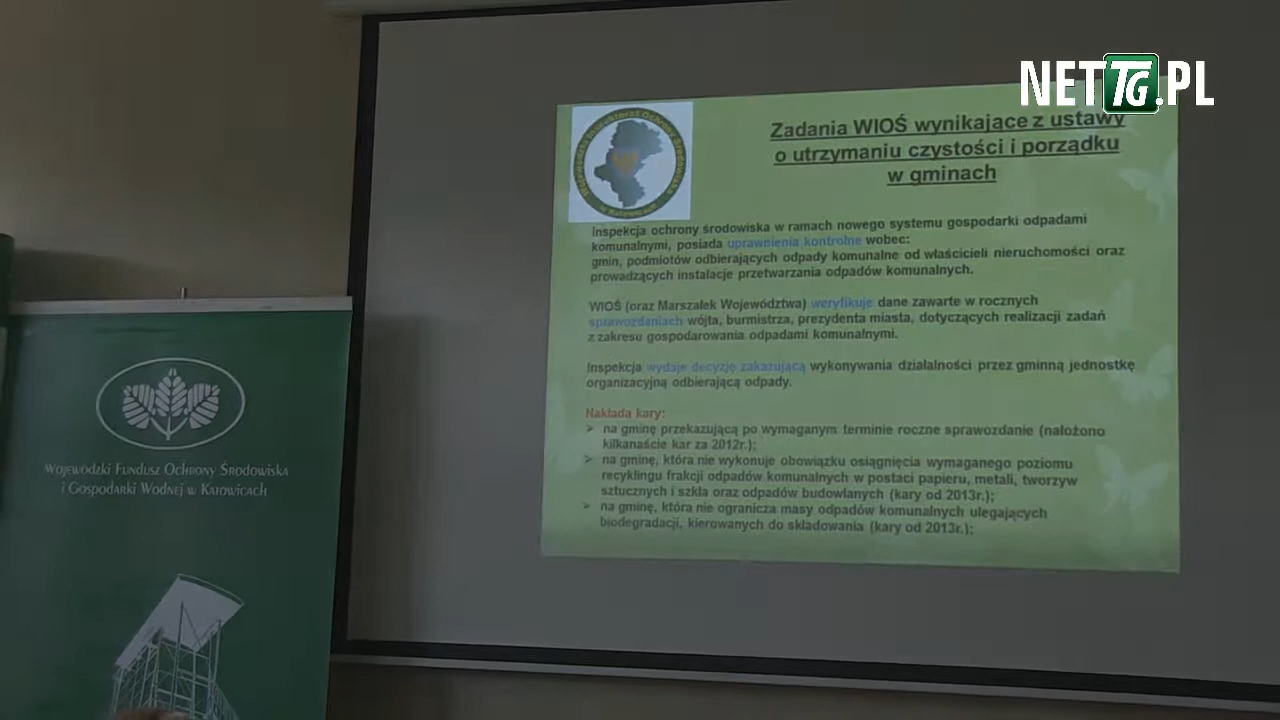 NETTG.PL
Wojewódzki Inspektorat Ochrony Środowiska
w Katowicach
Zadania WIOŚ wynikające z ustawy
o utrzymaniu czystości i porządku
w gminach
Inspekcja ochrony środowiska w ramach nowego systemu gospodarki odpadami
komunalnymi, posiada uprawnienia kontrolne wobec:
gmin, podmiotów odbierających odpady komunalne od właścicieli nieruchomości oraz
prowadzących instalacje przetwarzania odpadów komunalnych.
WIOŚ (oraz Marszałek Województwa) weryfikuje dane zawarte w rocznych
sprawozdaniach wójta, burmistrza, prezydenta miasta, dotyczących realizacji zadań
z zakresu gospodarowania odpadami komunalnymi.
Inspekcja wydaje decyzję zakazującą wykonywania działalności przez gminną jednostkę
organizacyjną odbierającą odpady.
Nakłada kary:
➢ na gminę przekazującą po wymaganym terminie roczne sprawozdanie (nałożono
kilkanaście kar za 2012r.);
➢ na gminę, która nie wykonuje obowiązku osiągnięcia wymaganego poziomu
recyklingu frakcji odpadów komunalnych w postaci papieru, metali, tworzyw
sztucznych i szkła oraz odpadów budowlanych (kary od 2013r.);
➢ na gminę, która nie ogranicza masy odpadów komunalnych ulegających
biodegradacji, kierowanych do składowania (kary od 2013r.);
Wojewódzki Fundusz Ochrony Środowiska
i Gospodarki Wodnej w Katowicach